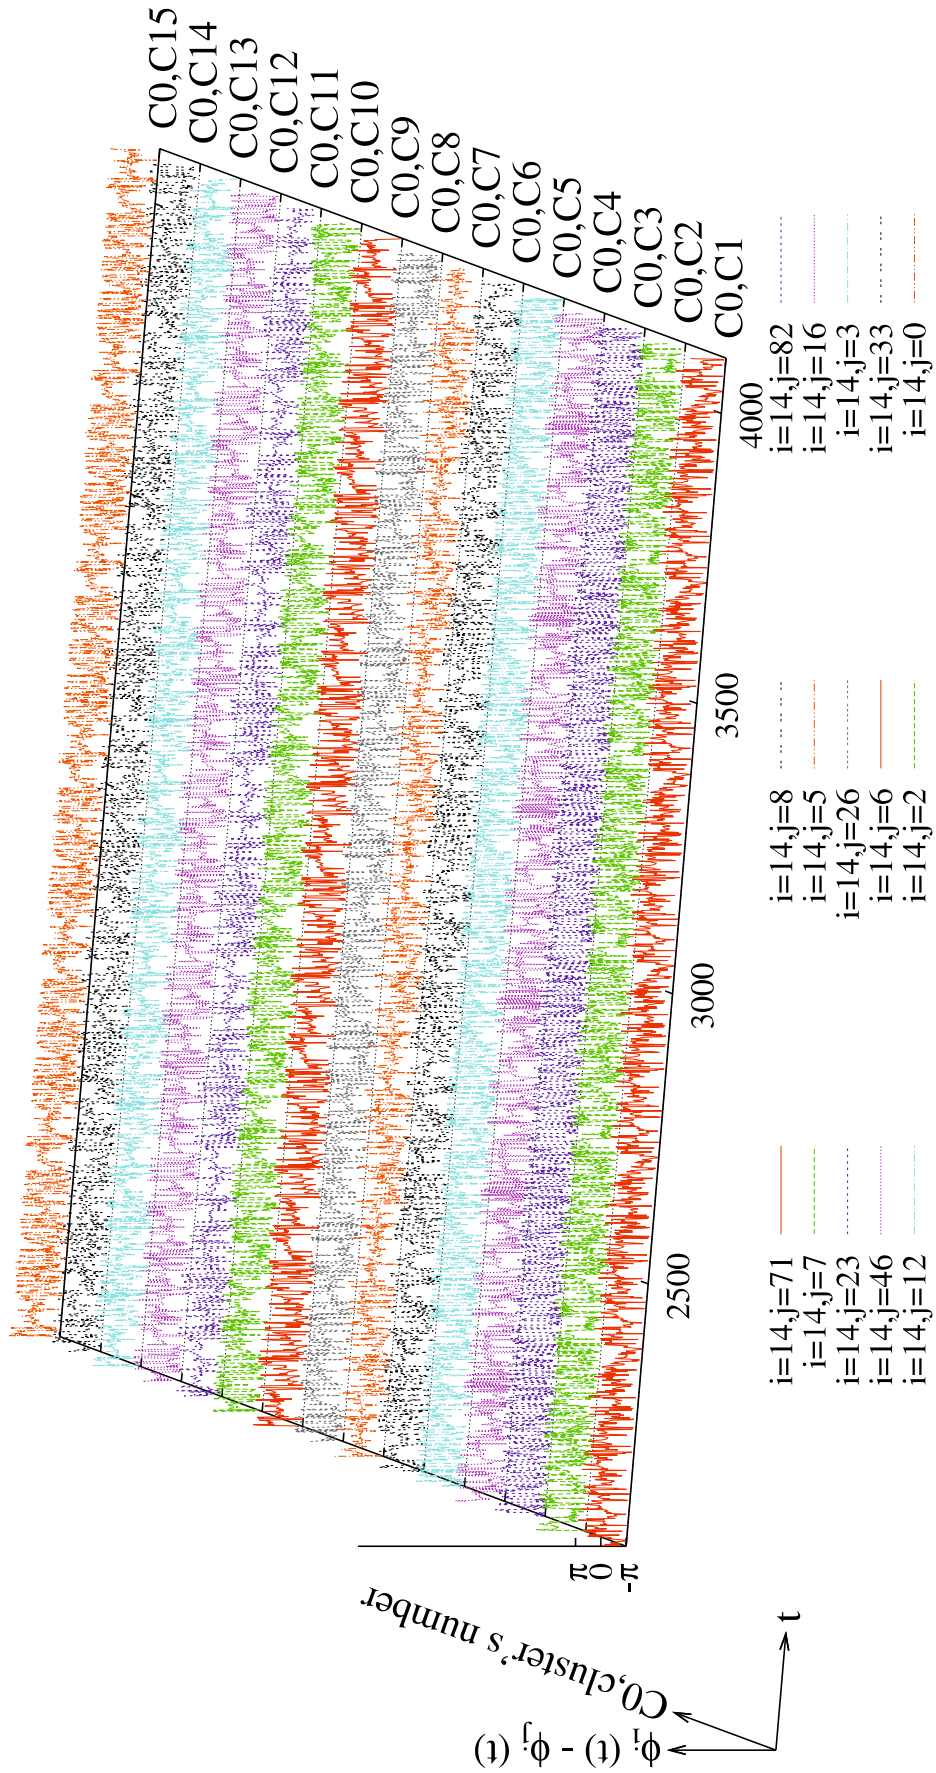 C0,C15
C0,C14
C0,C13
C0,C12
C0,C11
C0,C10
C0,C9
C0,C8
C0,C7
C0,C6
C0,C5
C0,C4
C0,C3
C0,C2
C0,C1
4000
3500
3000
2500
π
0
-π
C0,cluster's number
ϕi (t) - ϕj (t)
t
i=14,j=71
i=14,j=7
i=14,j=23
i=14,j=46
i=14,j=12
i=14,j=8
i=14,j=5
i=14,j=26
i=14,j=6
i=14,j=2
i=14,j=82
i=14,j=16
i=14,j=3
i=14,j=33
i=14,j=0